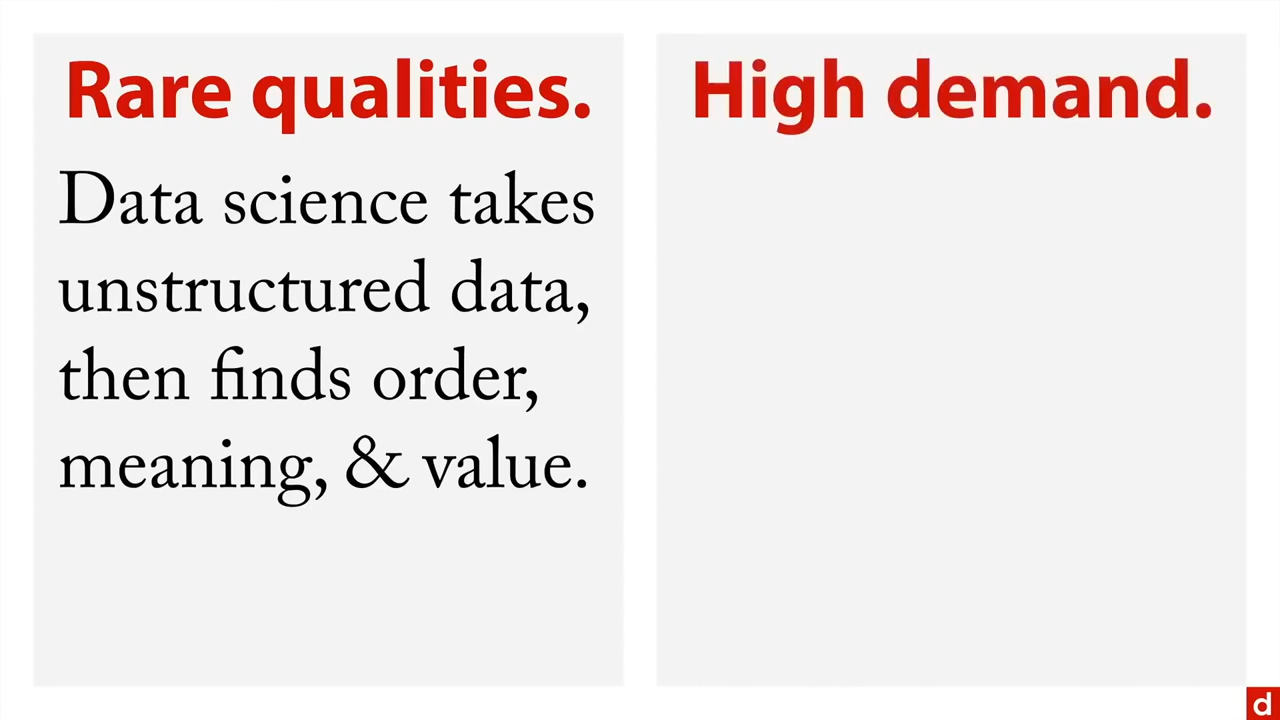 Rare qualities.
Data science takes
unstructured data,
then finds order,
meaning, & value.
High demand.
d